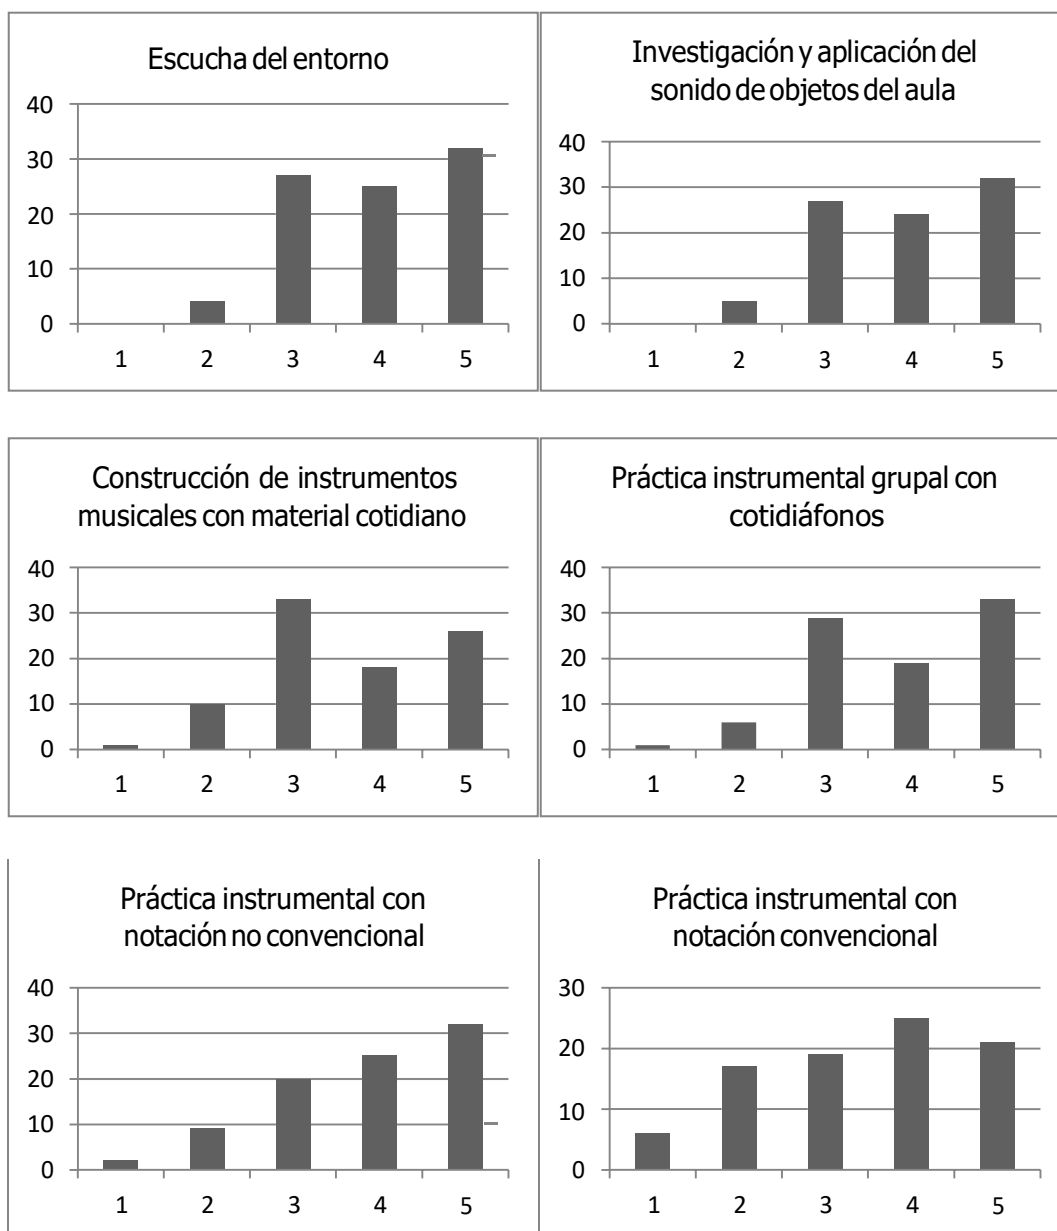 Escucha del entorno
40
30
20
10
0
1 2 3 4 5
Investigación y aplicación del
sonido de objetos del aula
40
30
20
10
0
1 2 3 4 5
Construcción de instrumentos
musicales con material cotidiano
40
30
20
10
0
1 2 3 4 5
Práctica instrumental grupal con
cotidiáfonos
40
30
20
10
0
1 2 3 4 5
Práctica instrumental con
notación no convencional
40
30
20
10
0
1 2 3 4 5
Práctica instrumental con
notación convencional
30
20
10
0
1 2 3 4 5